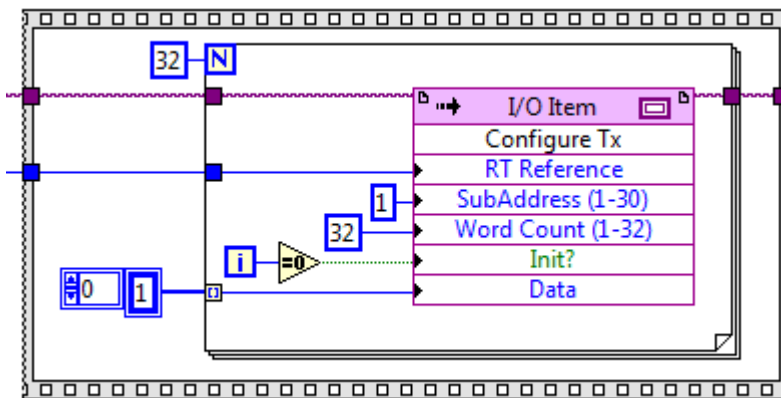 32 N
I/O Item
Configure Tx
RT Reference
1 SubAddress (1-30)
32 Word Count (1-32)
i =0 Init?
0 1 Data